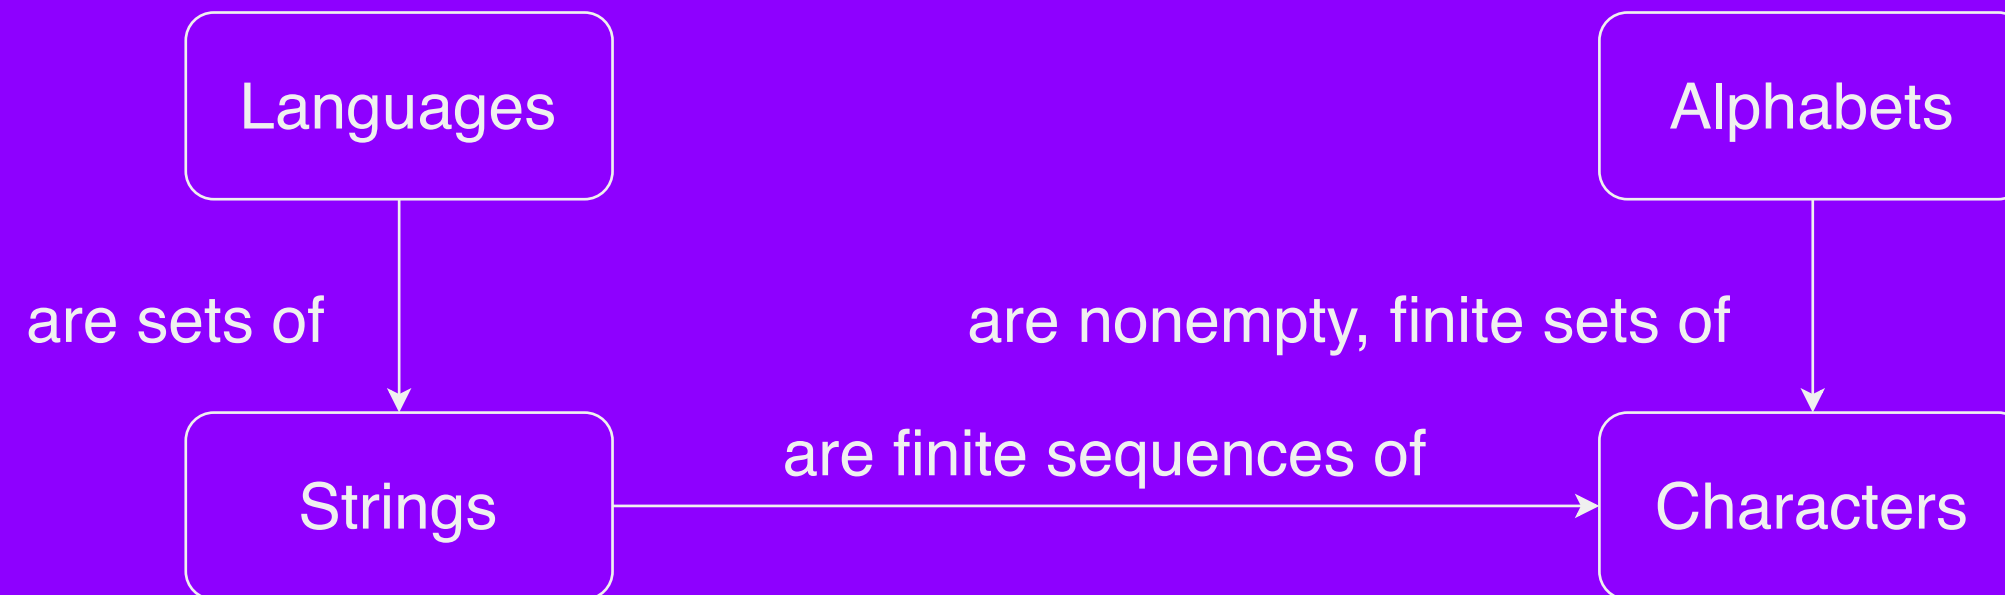 Languages
Alphabets
are sets of
are nonempty, finite sets of
are finite sequences of
Strings
Characters